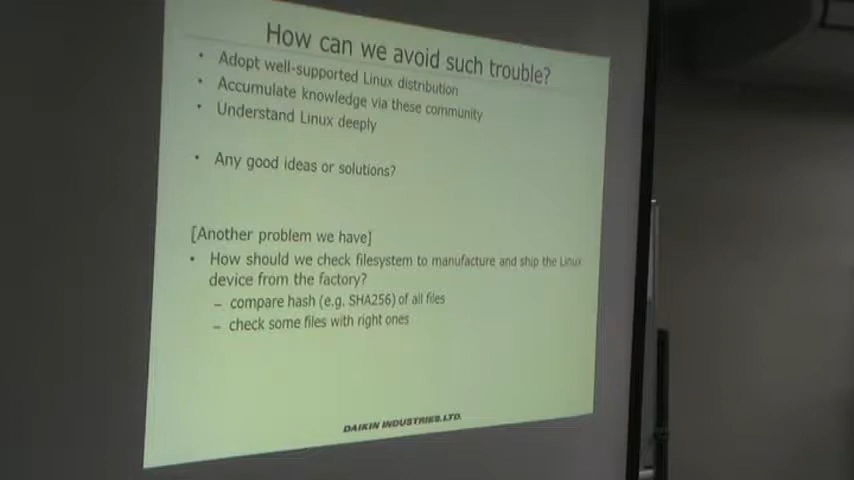 How can we avoid such trouble?
• Adopt well-supported Linux distribution
• Accumulate knowledge via these community
• Understand Linux deeply
• Any good ideas or solutions?
[Another problem we have]
• How should we check filesystem to manufacture and ship the Linux
device from the factory?
– compare hash (e.g. SHA256) of all files
– check some files with right ones
DAIKIN INDUSTRIES.LTD.